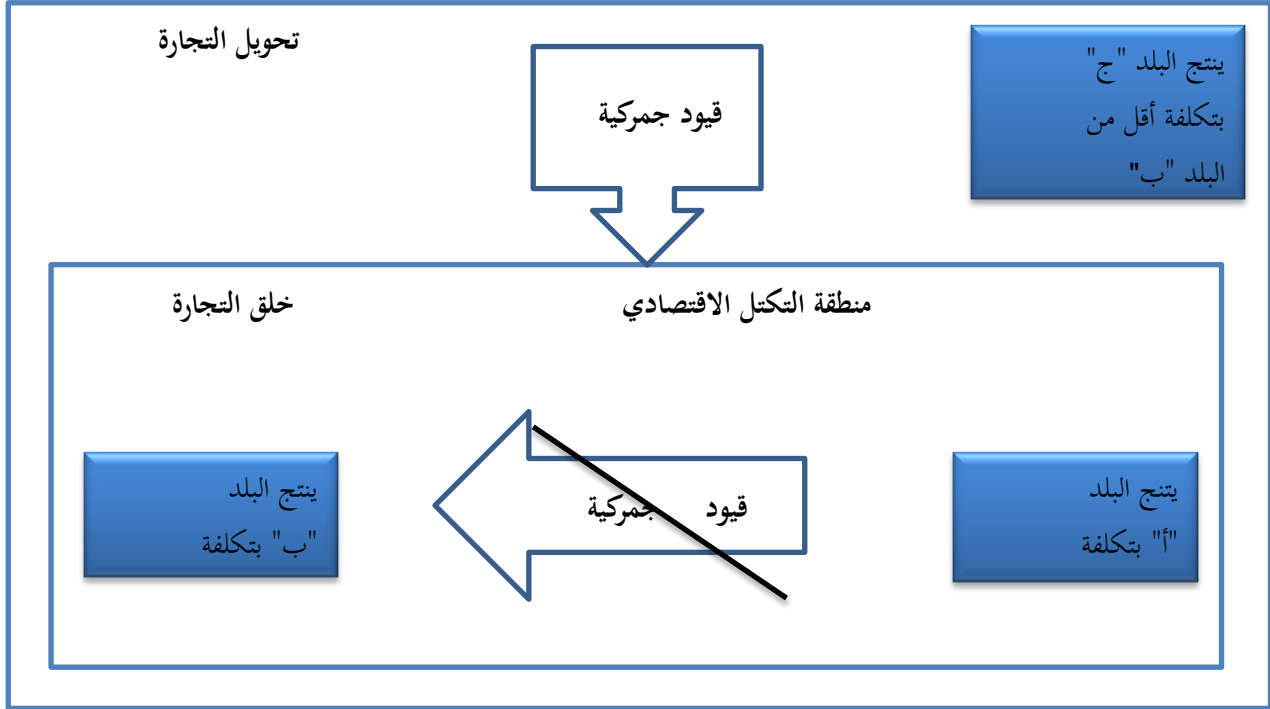 تحويل التجارة
قيود جمركية
ينتج البلد "ج"
بتكلفة أقل من
البلد "ب"
منطقة التكتل الاقتصادي
خلق التجارة
يتنج البلد
"أ" بتكلفة
قيود جمركية
ينتج البلد
"ب" بتكلفة